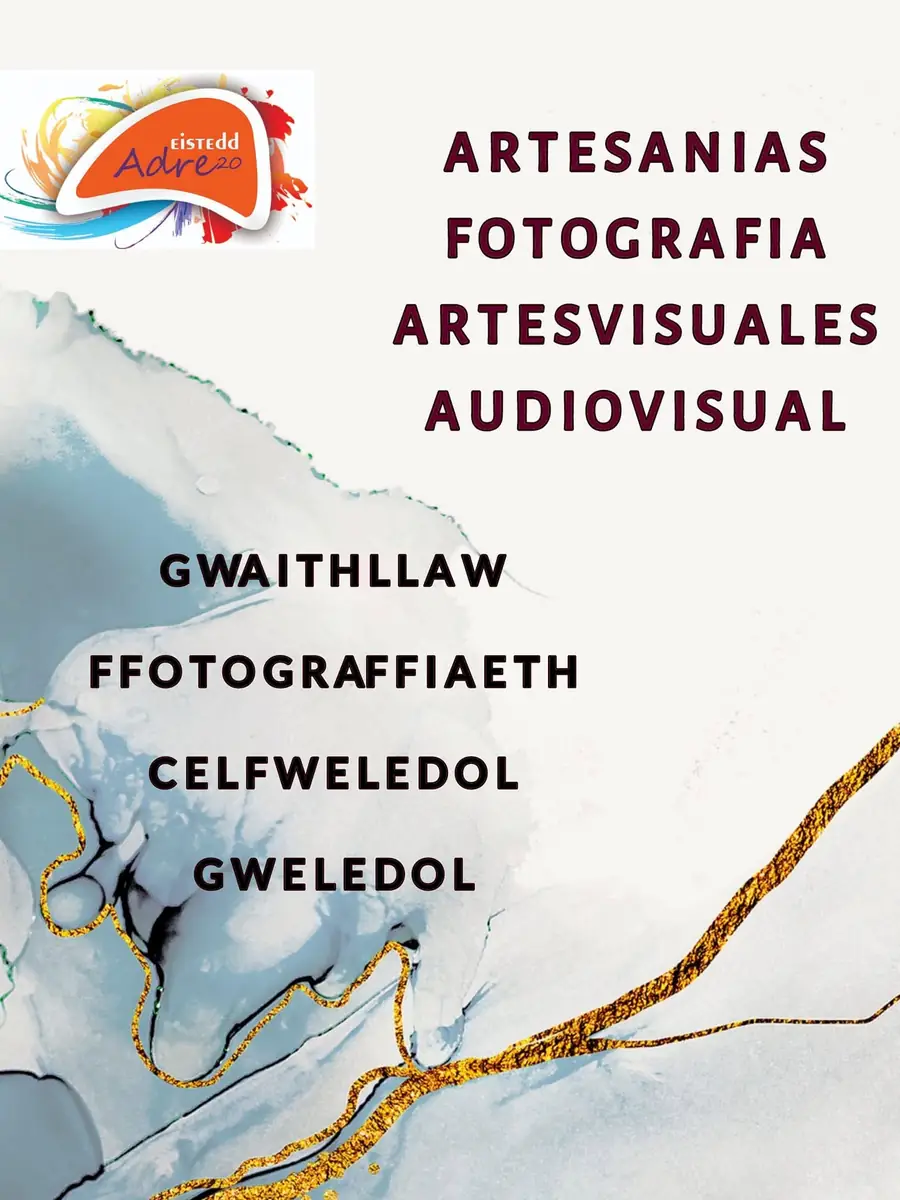 eisteDD
Adre20
ARTESANIAS
FOTOGRAFIA
ARTESVISUALES
AUDIOVISUAL
GWAITHLLAW
FFOTOGRAFFIAETH
CELFWELEDOL
GWELEDOL